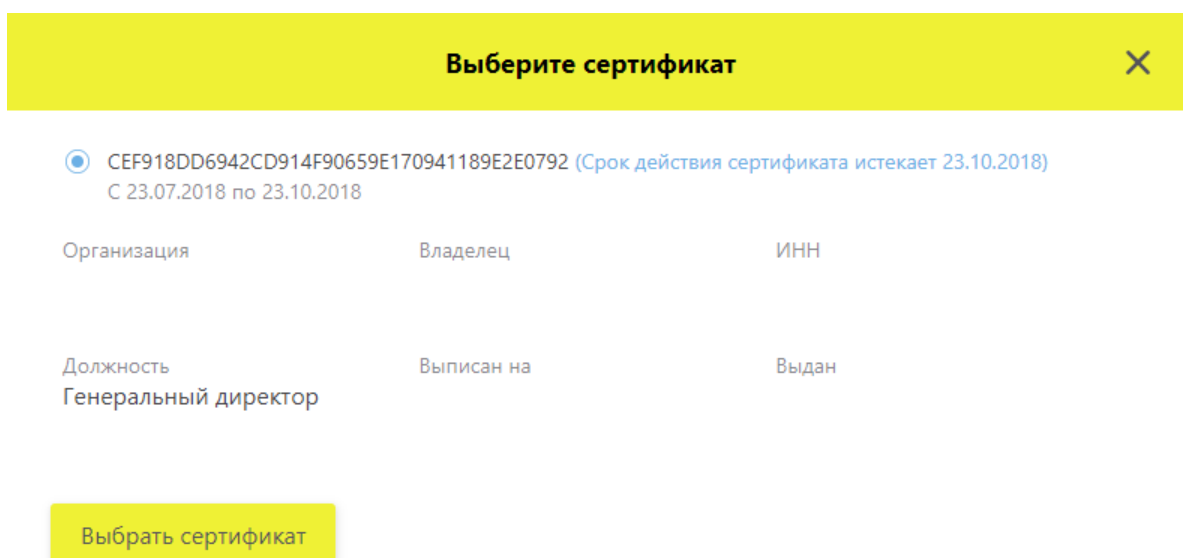 Выберите сертификат
CEF918DD6942CD914F90659E170941189E2E0792 (Срок действия сертификата истекает 23.10.2018)
С 23.07.2018 по 23.10.2018
Организация Владелец ИНН
Должность Выписан на Выдан
Генеральный директор
Выбрать сертификат